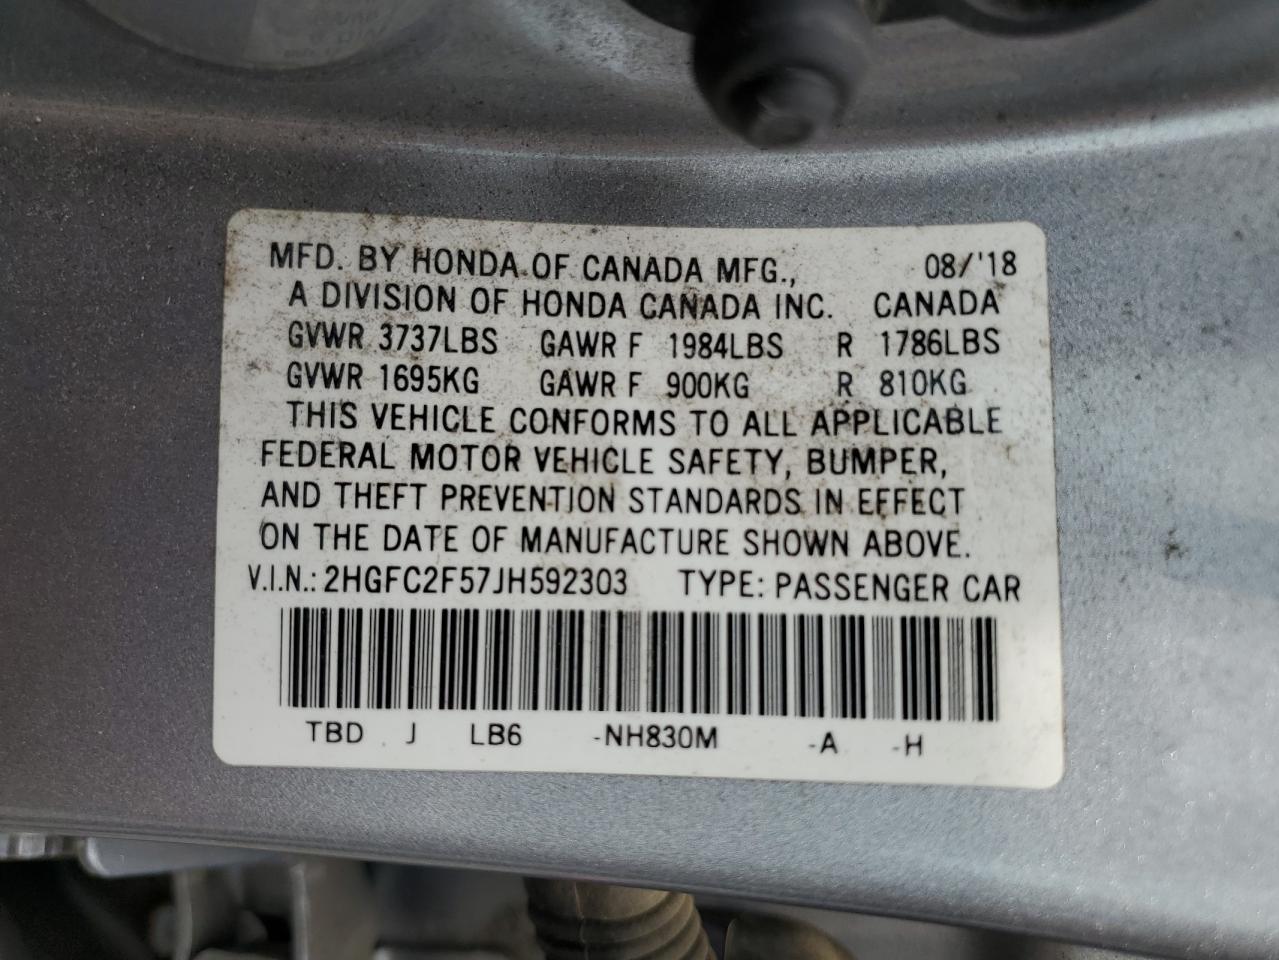 MFD. BY HONDA OF CANADA MFG., 08/'18
A DIVISION OF HONDA CANADA INC. CANADA
GVWR 3737LBS GAWR F 1984LBS R 1786LBS
GVWR 1695KG GAWR F 900KG R 810KG
THIS VEHICLE CONFORMS TO ALL APPLICABLE
FEDERAL MOTOR VEHICLE SAFETY, BUMPER,
AND THEFT PREVENTION STANDARDS IN EFFECT
ON THE DATE OF MANUFACTURE SHOWN ABOVE.
V.I.N.: 2HGFC2F57JH592303 TYPE: PASSENGER CAR
TBD J LB6 -NH830M -A -H